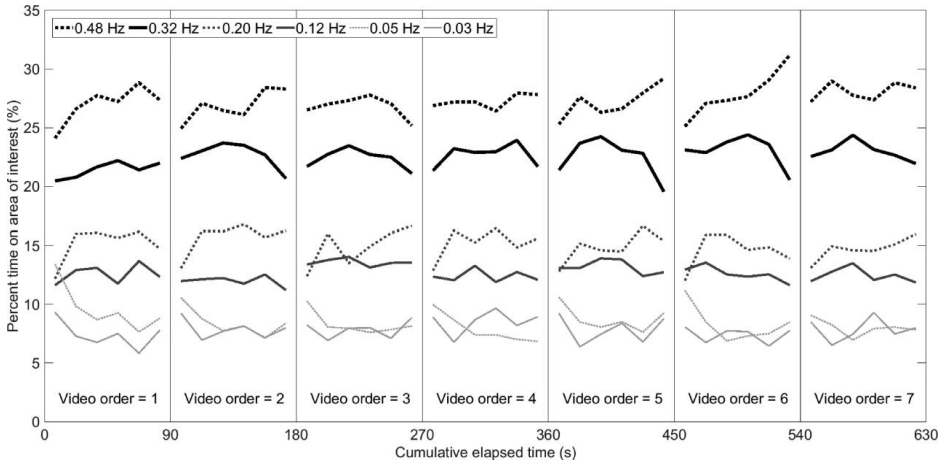 35
30
25
20
15
10
5
0
Percent time on area of interest (%)
0.48 Hz 0.32 Hz 0.20 Hz 0.12 Hz 0.05 Hz 0.03 Hz
Video order = 1 Video order = 2 Video order = 3 Video order = 4 Video order = 5 Video order = 6 Video order = 7
0 90 180 270 360 450 540 630
Cumulative elapsed time (s)